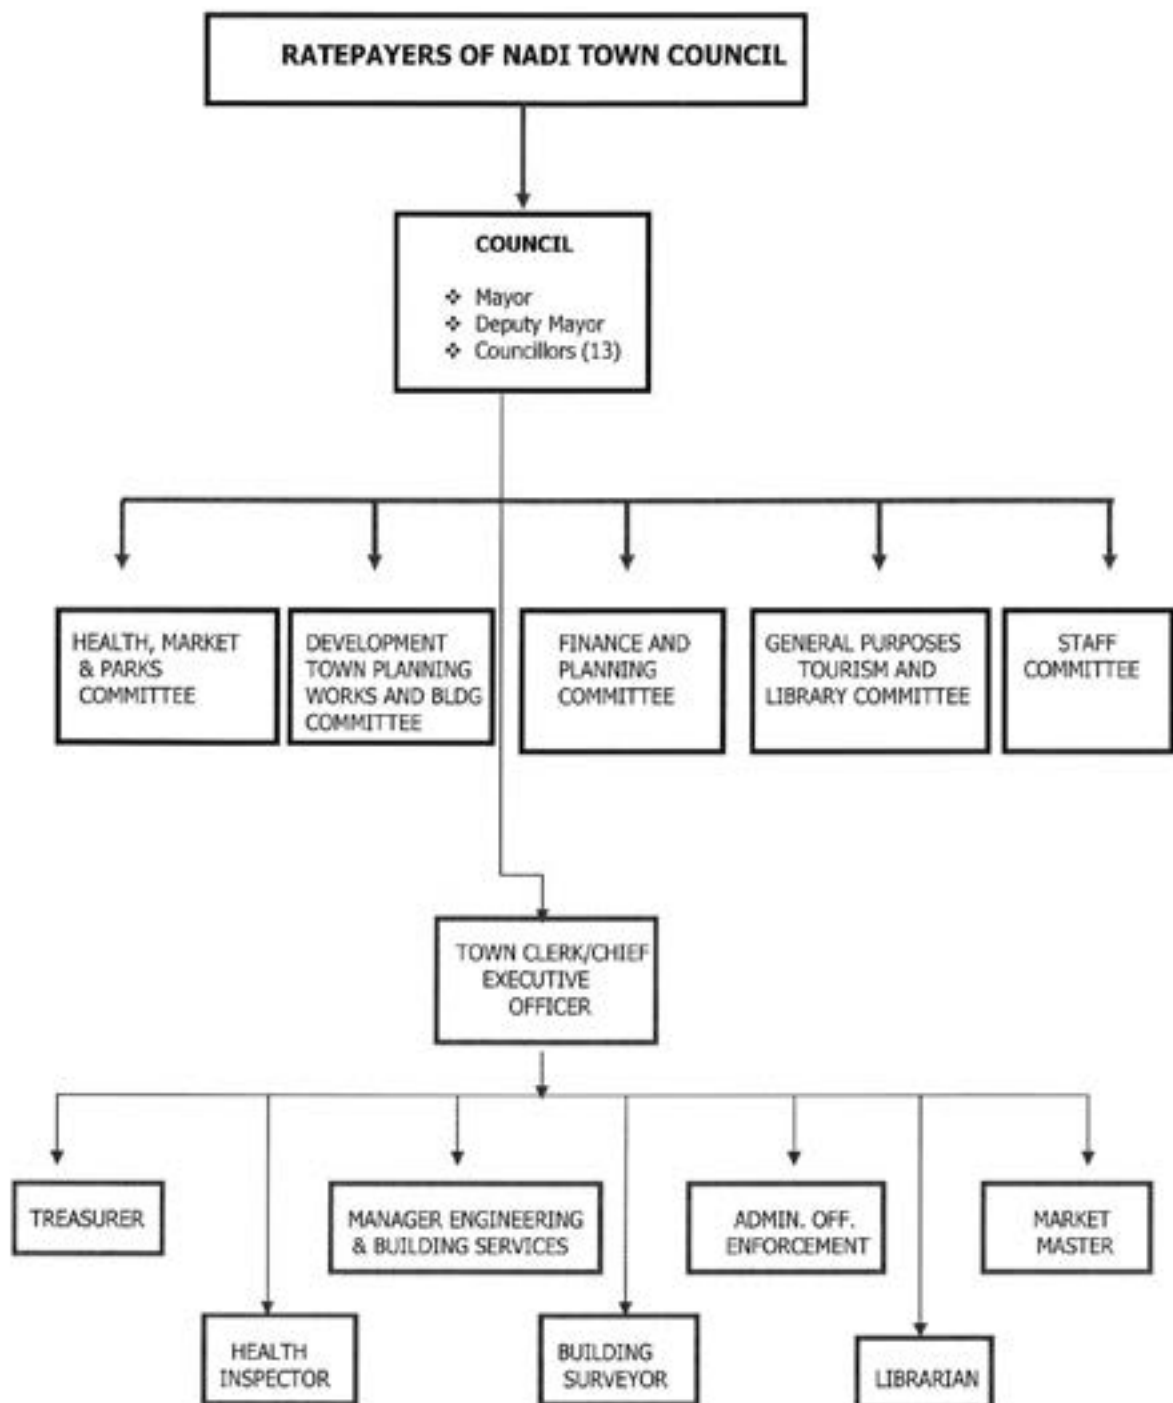 RATEPAYERS OF NADI TOWN COUNCIL
COUNCIL
❖ Mayor
❖ Deputy Mayor
❖ Councillors (13)
HEALTH, MARKET
& PARKS
COMMITTEE
DEVELOPMENT
TOWN PLANNING
WORKS AND BLDG
COMMITTEE
FINANCE AND
PLANNING
COMMITTEE
GENERAL PURPOSES
TOURISM AND
LIBRARY COMMITTEE
STAFF
COMMITTEE
TOWN CLERK/CHIEF
EXECUTIVE
OFFICER
TREASURER
MANAGER ENGINEERING
& BUILDING SERVICES
ADMIN. OFF.
ENFORCEMENT
MARKET
MASTER
HEALTH
INSPECTOR
BUILDING
SURVEYOR
LIBRARIAN